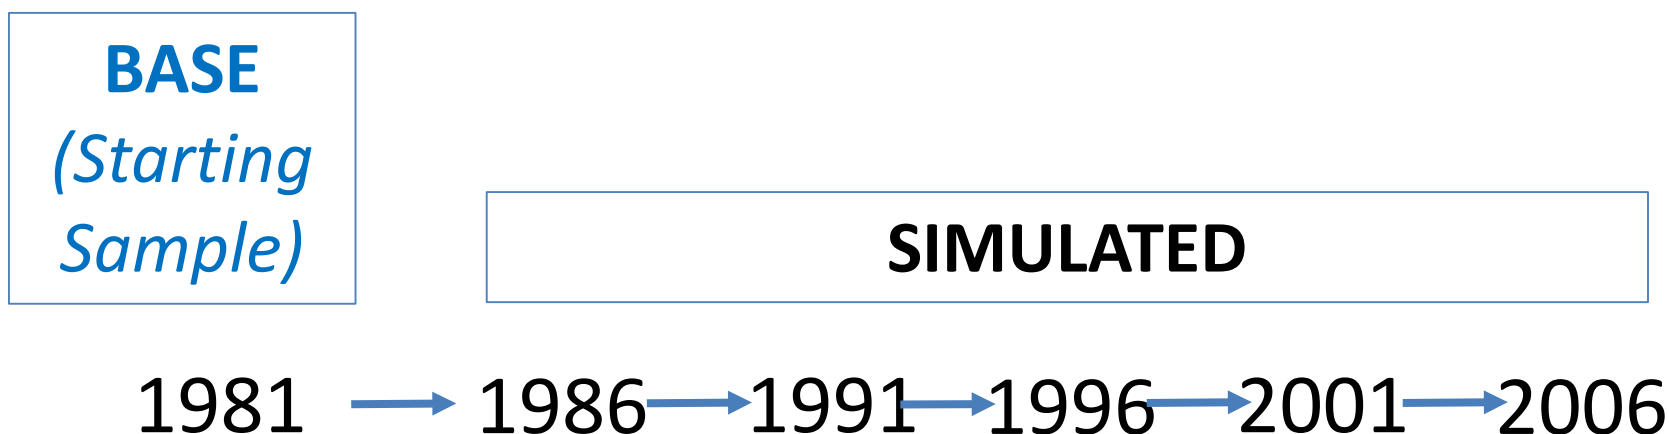 BASE
(Starting
Sample)
SIMULATED
1981 1986 1991 1996 2001 2006